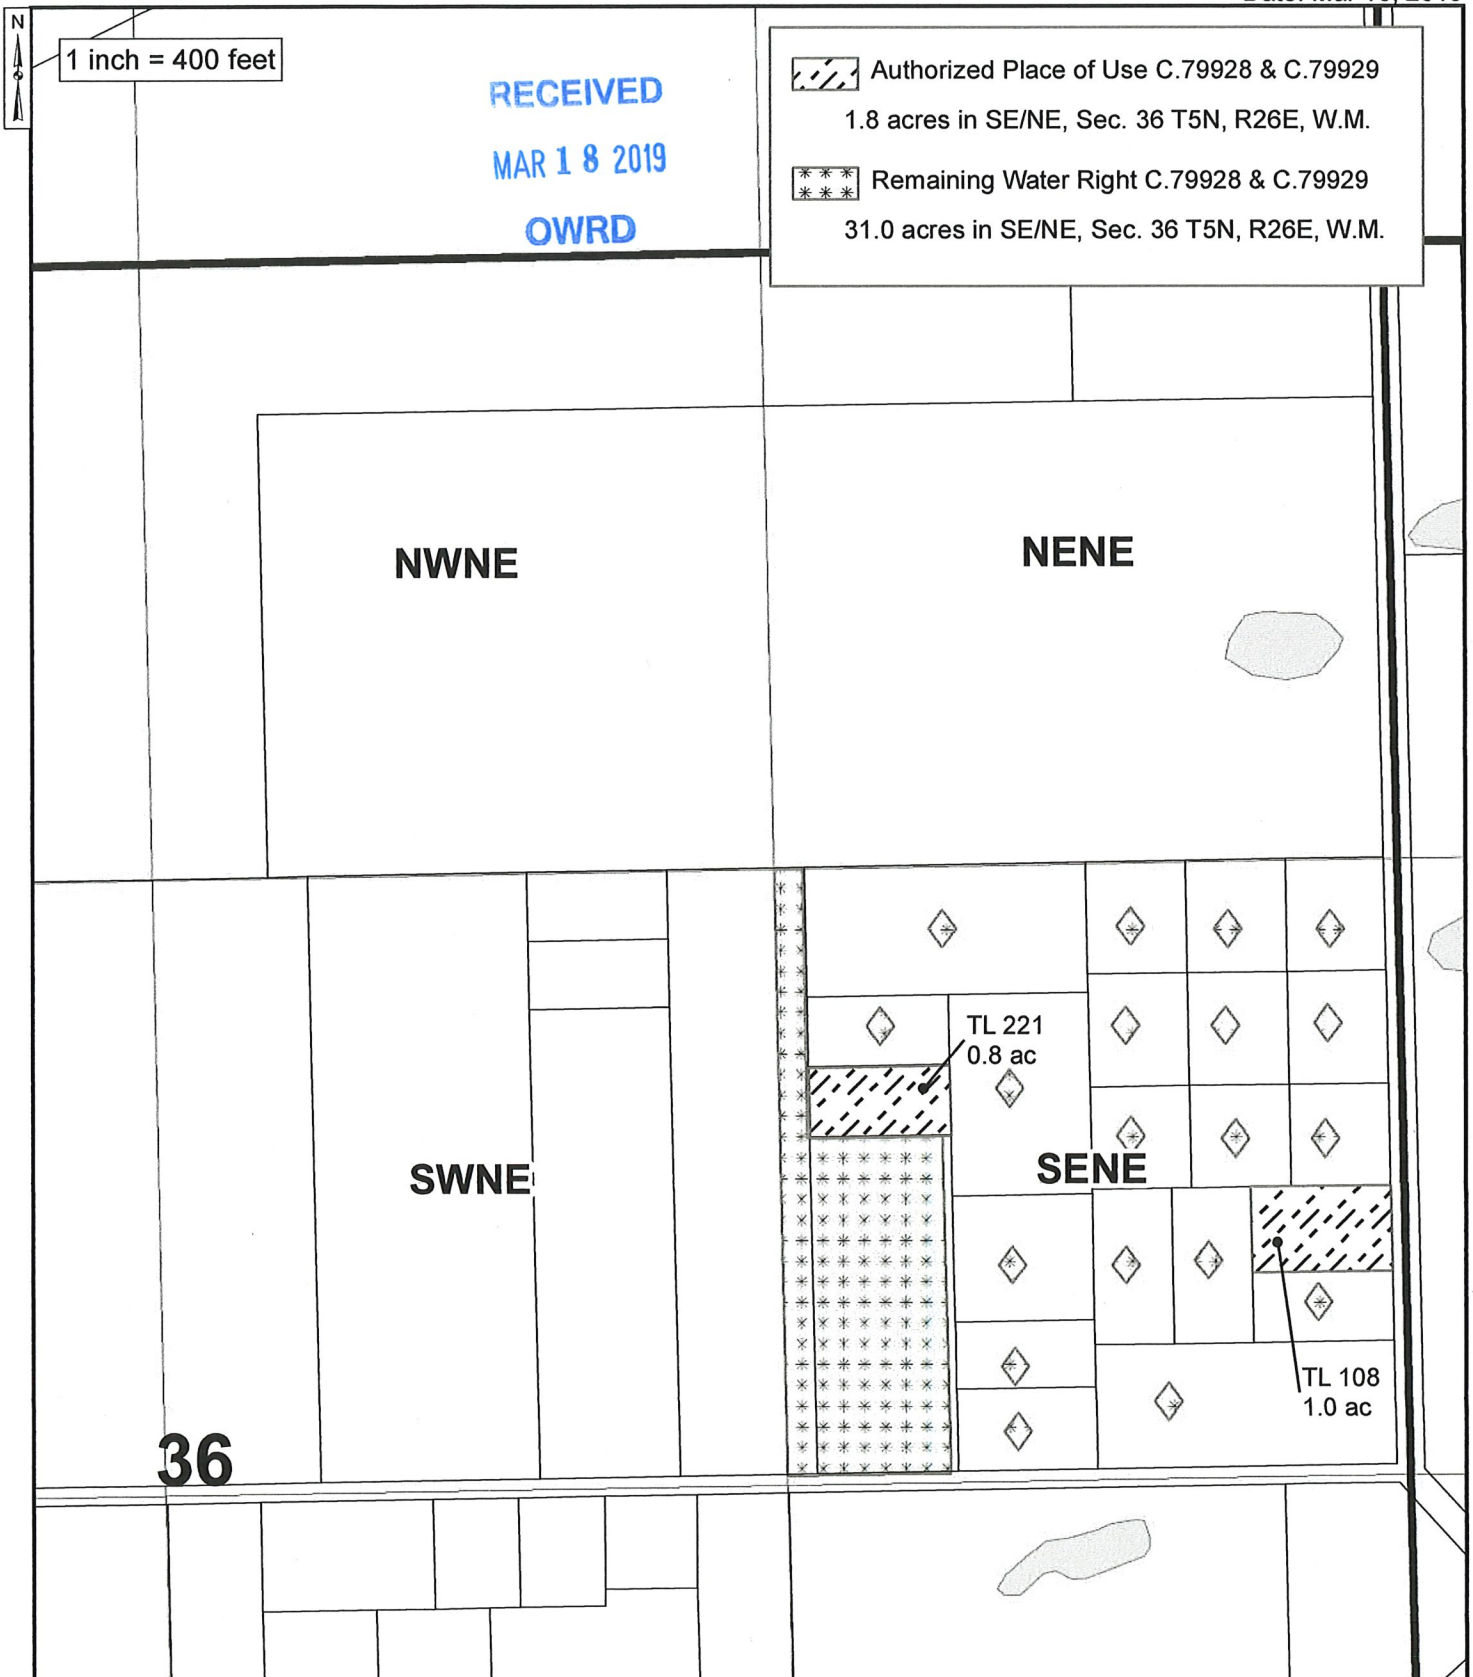 N
1 inch = 400 feet
RECEIVED
MAR 18 2019
OWRD
Authorized Place of Use C.79928 & C.79929
1.8 acres in SE/NE, Sec. 36 T5N, R26E, W.M.
Remaining Water Right C.79928 & C.79929
31.0 acres in SE/NE, Sec. 36 T5N, R26E, W.M.
NWNE
NENE
TL 221
0.8 ac
SWNE
SENE
TL 108
1.0 ac
36